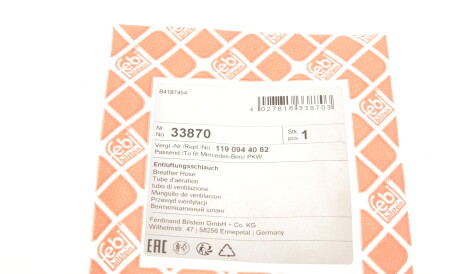 B4187454
4 027816 338703
Nr. No. 33870 Stk. pcs. 1
Vergl.-Nr./Repl.-No. 119 094 40 82
Passend/To fit Mercedes-Benz PKW
Entlüftungsschlauch
Breather Hose
Tube d'aération
tubo di ventilazione
Manguito de ventilación
Przewód wentylacji
Вентиляционный шланг
Ferdinand Bilstein GmbH + Co. KG
Wilhelmstr. 47 | 58256 Ennepetal | Germany
EAC
febi